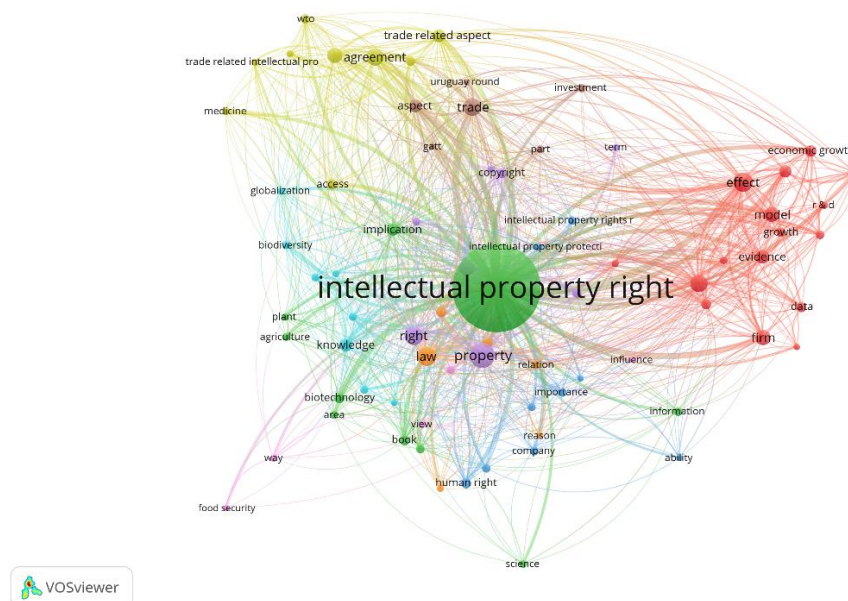 wto
trade related aspect
agreement
trade related intellectual pro
uruguay round
investment
medicine
aspect
trade
gatt
part
term
economic growt
copyright
effect
globalization
access
r & d
model
intellectual property rights r
implication
growth
biodiversity
intellectual property protecti
evidence
intellectual property right
data
plant
right
agriculture
knowledge
firm
law
property
influence
relation
biotechnology
importance
area
information
view
book
reason
company
way
ability
human right
food security
science
VOSviewer